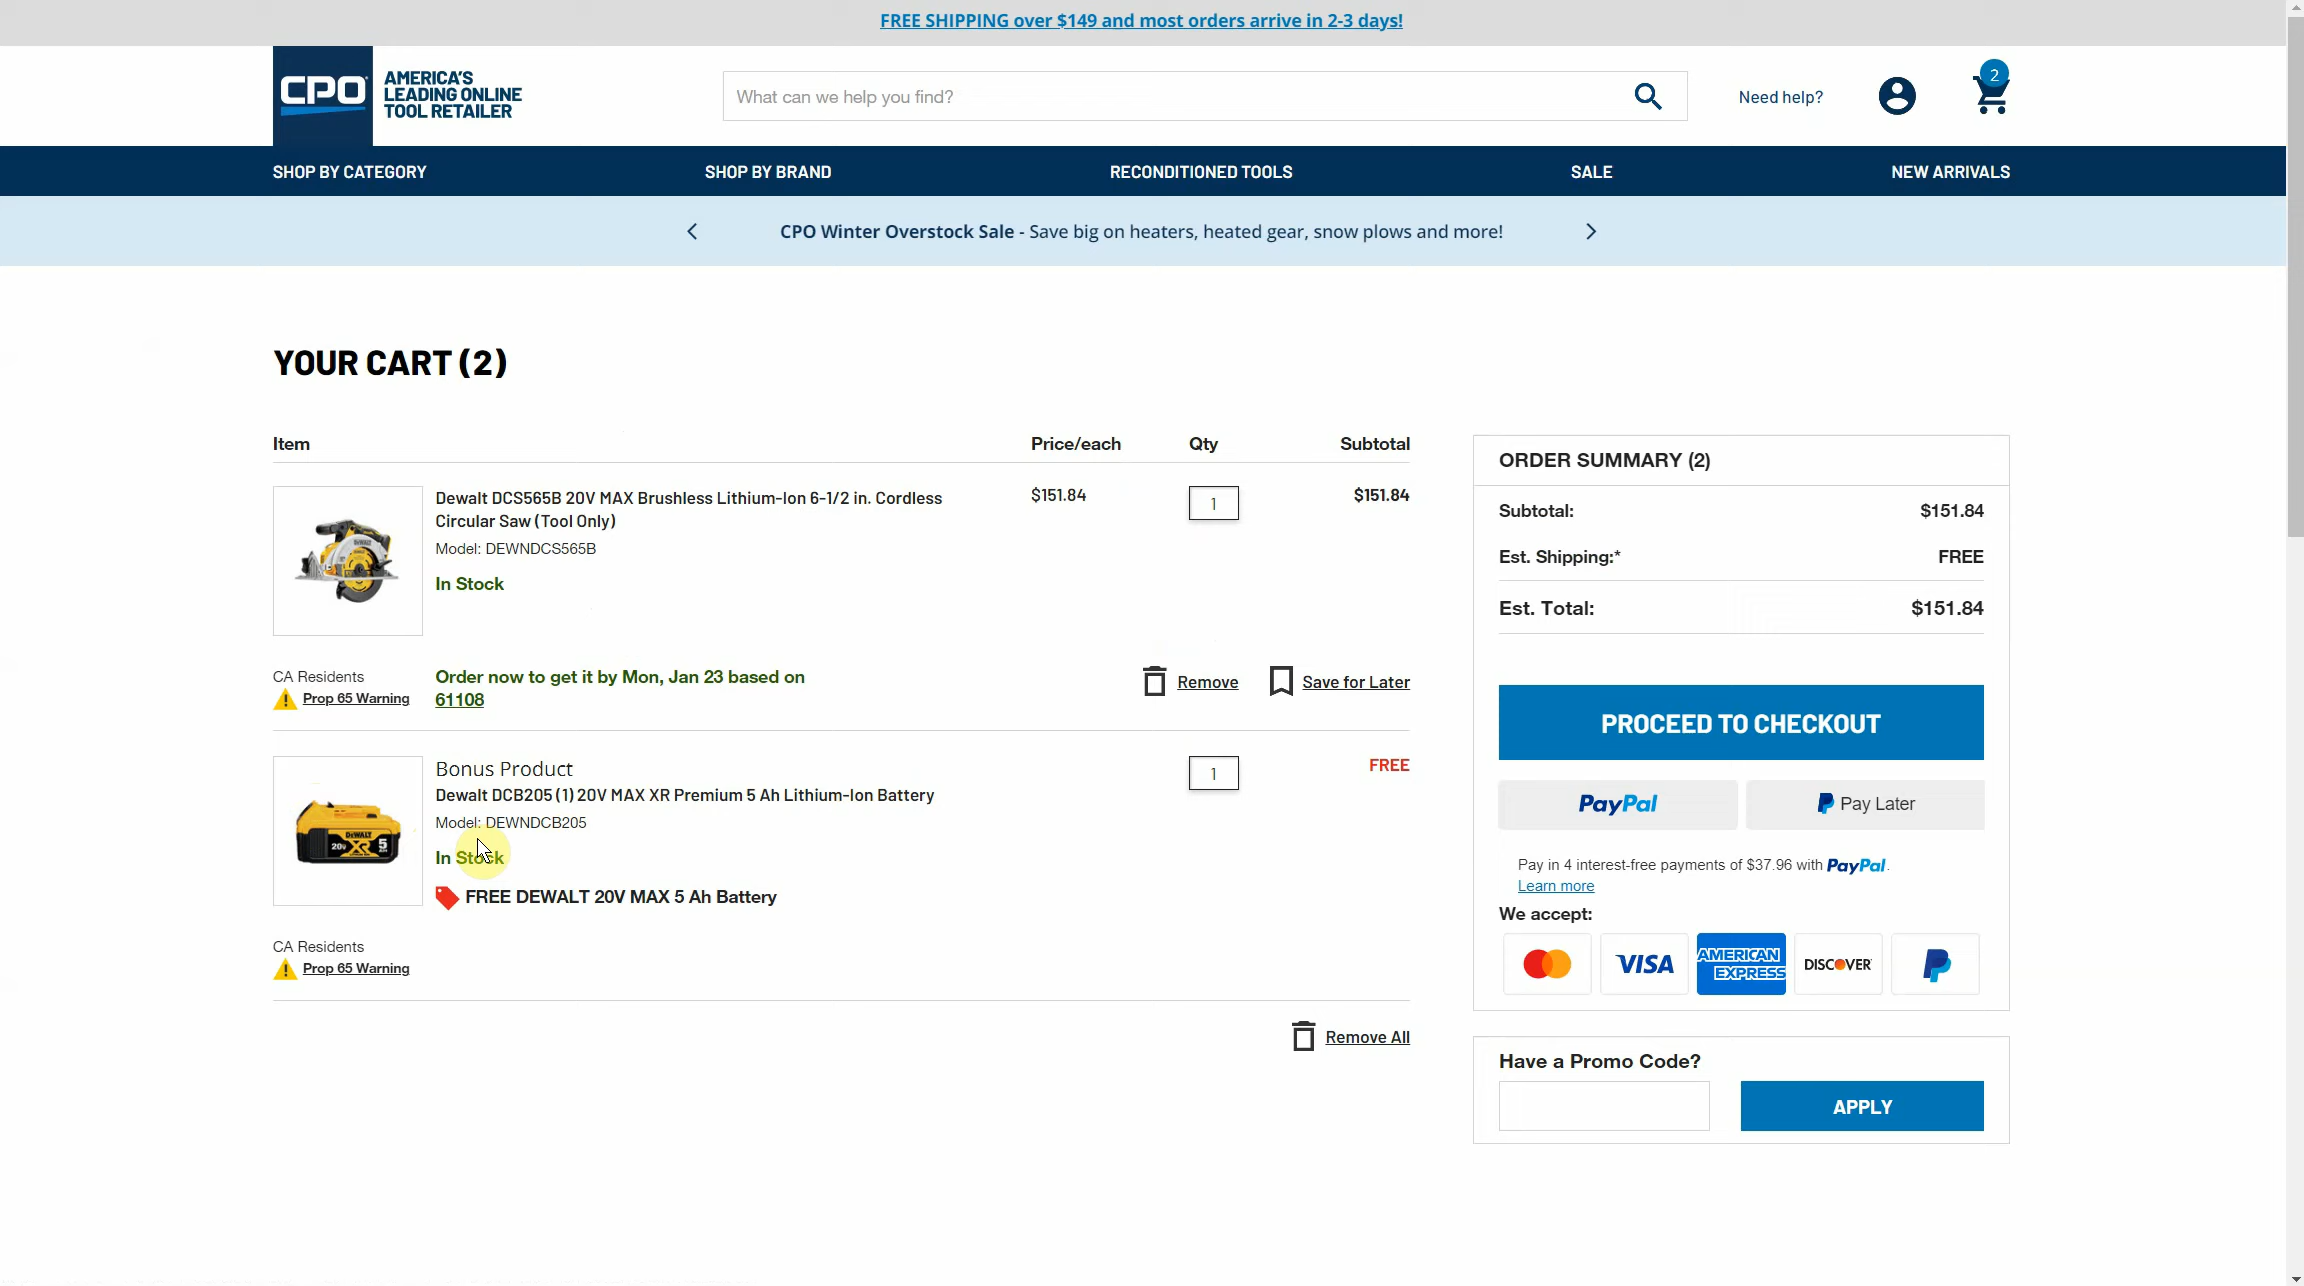 FREE SHIPPING over $149 and most orders arrive in 2-3 days!
CPO
AMERICA'S
LEADING ONLINE
TOOL RETAILER
What can we help you find?
Need help?
2
SHOP BY CATEGORY
SHOP BY BRAND
RECONDITIONED TOOLS
SALE
NEW ARRIVALS
CPO Winter Overstock Sale - Save big on heaters, heated gear, snow plows and more!
YOUR CART (2)
Item
Price/each
Qty
Subtotal
Dewalt DCS565B 20V MAX Brushless Lithium-Ion 6-1/2 in. Cordless
Circular Saw (Tool Only)
$151.84
1
$151.84
Model: DEWNDCS565B
In Stock
CA Residents
Prop 65 Warning
Order now to get it by Mon, Jan 23 based on
61108
Remove
Save for Later
DEWALT
20V XR 5
Bonus Product
Dewalt DCB205 (1) 20V MAX XR Premium 5 Ah Lithium-Ion Battery
1
FREE
Model: DEWNDCB205
In Stock
FREE DEWALT 20V MAX 5 Ah Battery
CA Residents
Prop 65 Warning
Remove All
ORDER SUMMARY (2)
Subtotal:
$151.84
Est. Shipping:*
FREE
Est. Total:
$151.84
PROCEED TO CHECKOUT
PayPal
Pay Later
Pay in 4 interest-free payments of $37.96 with PayPal.
Learn more
We accept:
VISA
AMERICAN
EXPRESS
DISCOVER
Have a Promo Code?
APPLY